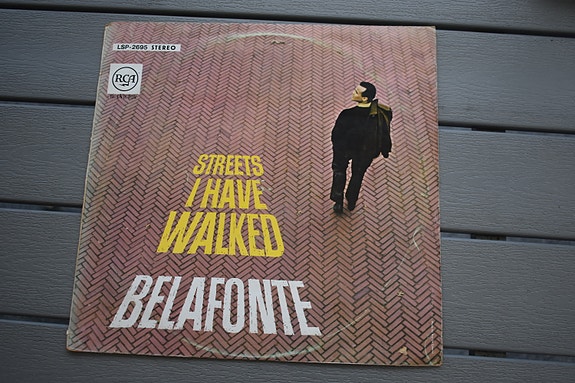 LSP-2695 STEREO
RCA
STREETS
I HAVE
WALKED
BELAFONTE